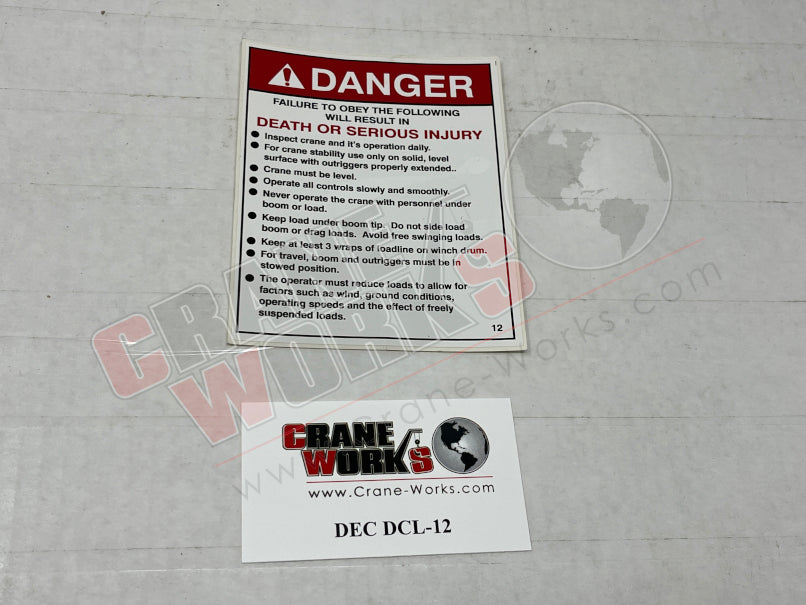 DANGER
FAILURE TO OBEY THE FOLLOWING
WILL RESULT IN
DEATH OR SERIOUS INJURY
● Inspect crane and it's operation daily.
● For crane stability use only on solid, level
surface with outriggers properly extended..
● Crane must be level.
● Operate all controls slowly and smoothly.
● Never operate the crane with personnel under
boom or load.
● Keep load under boom tip. Do not side load
boom or drag loads. Avoid free swinging loads.
● Keep at least 3 wraps of loadline on winch drum.
● For travel, boom and outriggers must be in
stowed position.
● The operator must reduce loads to allow for
factors such as wind, ground conditions,
operating speeds and the effect of freely
suspended loads.
12
CRANE
WORKS
www.Crane-Works.com
CRANE
WORKS
www.Crane-Works.com
DEC DCL-12